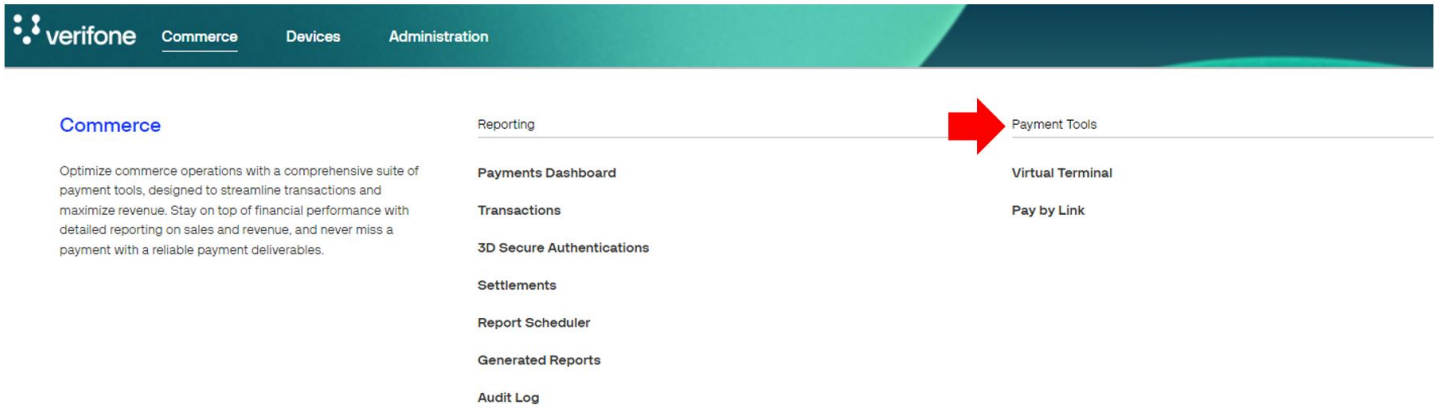 verifone Commerce Devices Administration
Commerce
Optimize commerce operations with a comprehensive suite of
payment tools, designed to streamline transactions and
maximize revenue. Stay on top of financial performance with
detailed reporting on sales and revenue, and never miss a
payment with a reliable payment deliverables.
Reporting
Payments Dashboard
Transactions
3D Secure Authentications
Settlements
Report Scheduler
Generated Reports
Audit Log
Payment Tools
Virtual Terminal
Pay by Link